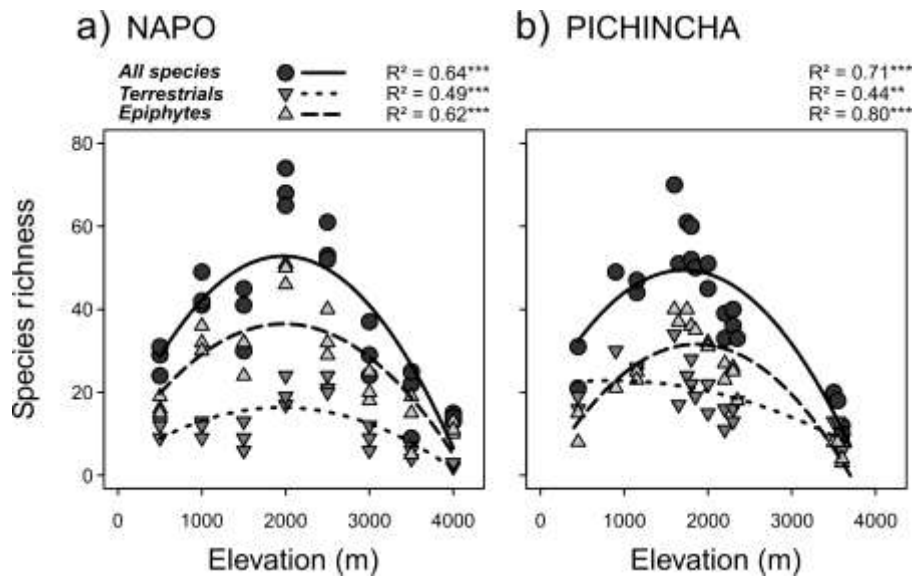 a) NAPO
b) PICHINCHA
All species R² = 0.64***
Terrestrials R² = 0.49***
Epiphytes R² = 0.62***
R² = 0.71***
R² = 0.44**
R² = 0.80***
Species richness
80
60
40
20
0
0 1000 2000 3000 4000
Elevation (m)
0 1000 2000 3000 4000
Elevation (m)